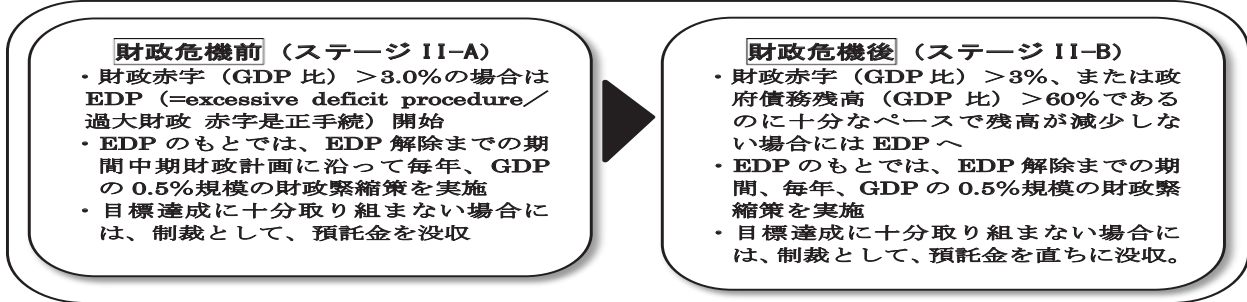 財政危機前（ステージ II-A）
・財政赤字（GDP 比）＞3.0%の場合は
EDP（=excessive deficit procedure／
過大財政 赤字是正手続）開始
・EDP のもとでは、EDP 解除までの期
間中期財政計画に沿って毎年、GDP
の 0.5%規模の財政緊縮策を実施
・目標達成に十分取り組まない場合に
は、制裁として、預託金を没収
財政危機後（ステージ II-B）
・財政赤字（GDP 比）＞3%、または政
府債務残高（GDP 比）＞60%である
のに十分なペースで残高が減少しな
い場合には EDP へ
・EDP のもとでは、EDP 解除までの期
間、毎年、GDP の 0.5%規模の財政緊
縮策を実施
・目標達成に十分取り組まない場合に
は、制裁として、預託金を直ちに没収。